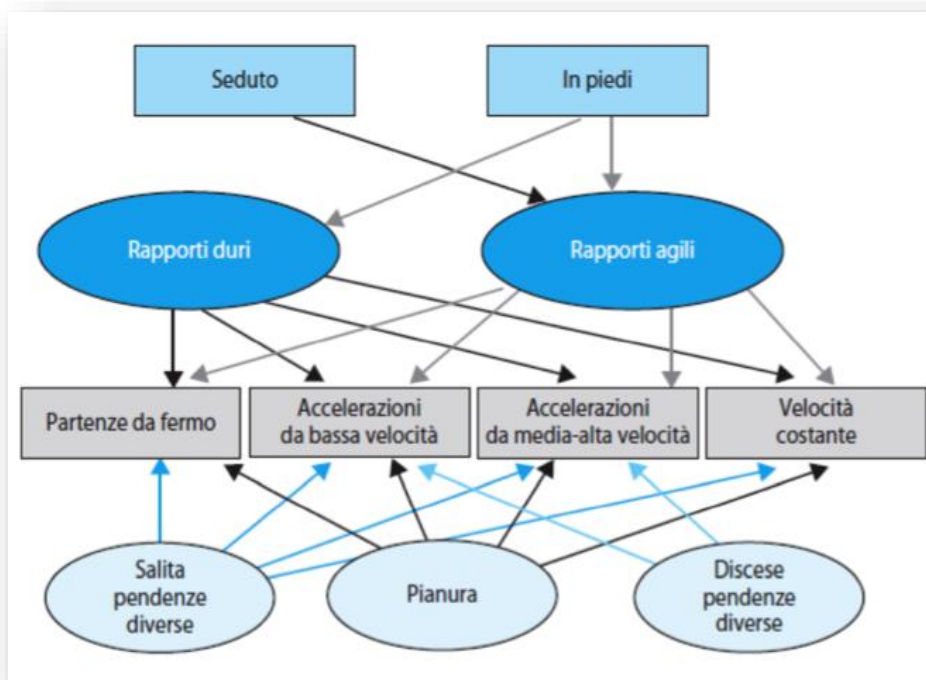 Seduto
In piedi
Rapporti duri
Rapporti agili
Partenze da fermo
Accelerazioni
da bassa velocità
Accelerazioni
da media-alta velocità
Velocità
costante
Salita
pendenze
diverse
Pianura
Discese
pendenze
diverse